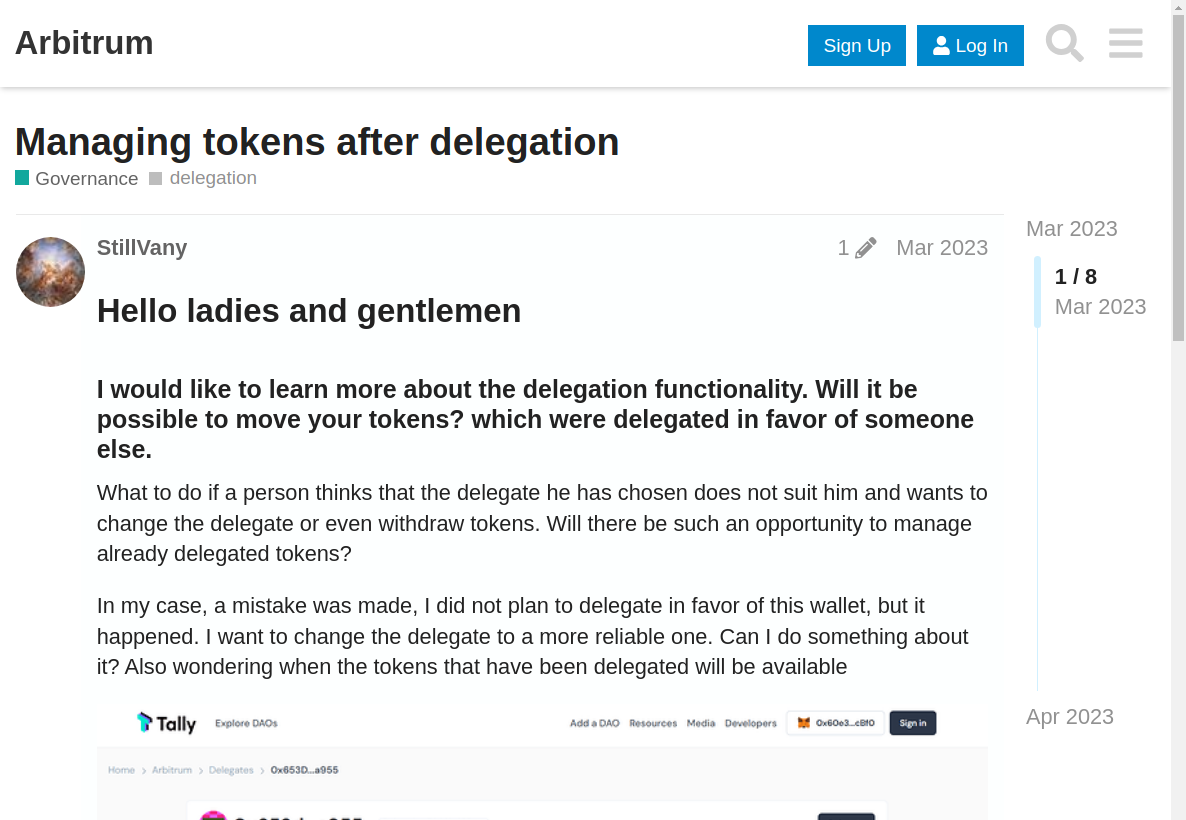 Arbitrum
Sign Up
Log In
Managing tokens after delegation
Governance
delegation
StillVany
1
Mar 2023
Mar 2023
1 / 8
Mar 2023
Hello ladies and gentlemen
I would like to learn more about the delegation functionality. Will it be
possible to move your tokens? which were delegated in favor of someone
else.
What to do if a person thinks that the delegate he has chosen does not suit him and wants to
change the delegate or even withdraw tokens. Will there be such an opportunity to manage
already delegated tokens?
In my case, a mistake was made, I did not plan to delegate in favor of this wallet, but it
happened. I want to change the delegate to a more reliable one. Can I do something about
it? Also wondering when the tokens that have been delegated will be available
Apr 2023
Tally
Explore DAOs
Add a DAO
Resources
Media
Developers
0x60e3...cBf0
Sign in
Home > Arbitrum > Delegates > 0x653D...a955